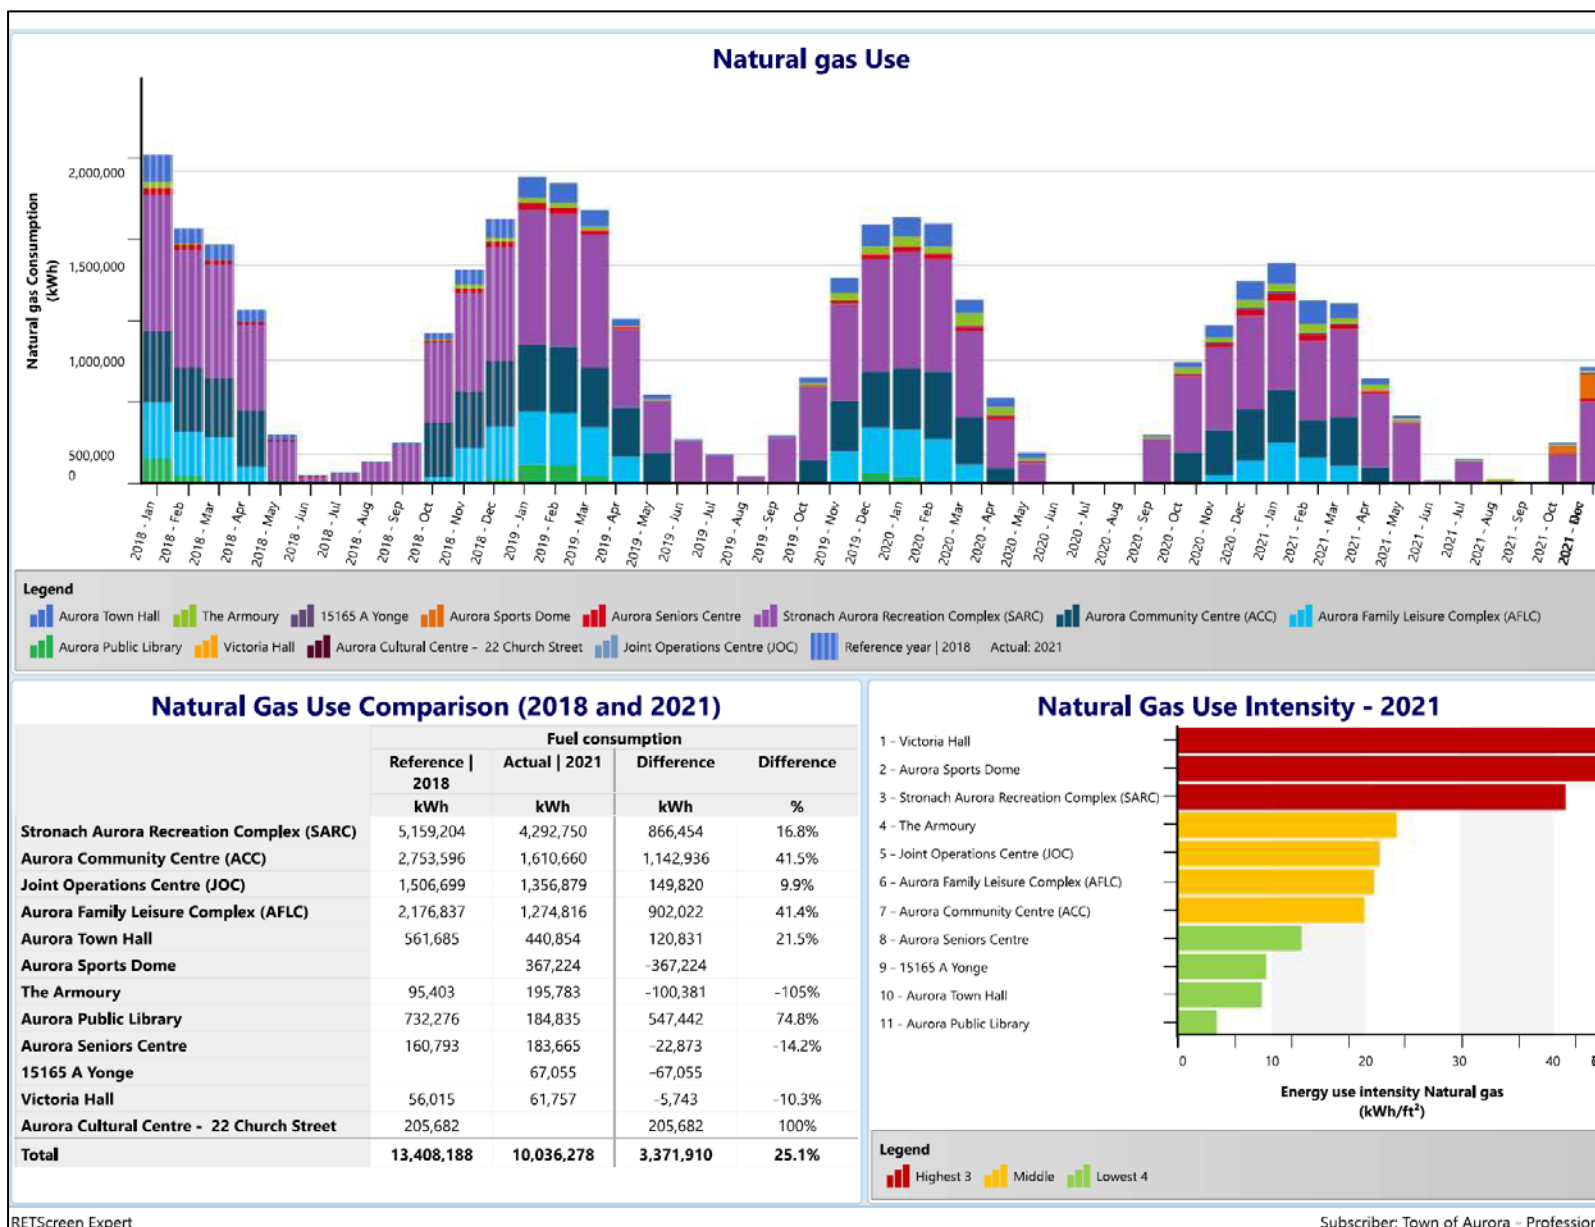 Natural gas Use
Natural gas Consumption
(kWh)
2,000,000
1,500,000
1,000,000
500,000
0
2018 - Jan
2018 - Feb
2018 - Mar
2018 - Apr
2018 - May
2018 - Jun
2018 - Jul
2018 - Aug
2018 - Sep
2018 - Oct
2018 - Nov
2018 - Dec
2019 - Jan
2019 - Feb
2019 - Mar
2019 - Apr
2019 - May
2019 - Jun
2019 - Jul
2019 - Aug
2019 - Sep
2019 - Oct
2019 - Nov
2019 - Dec
2020 - Jan
2020 - Feb
2020 - Mar
2020 - Apr
2020 - May
2020 - Jun
2020 - Jul
2020 - Aug
2020 - Sep
2020 - Oct
2020 - Nov
2020 - Dec
2021 - Jan
2021 - Feb
2021 - Mar
2021 - Apr
2021 - May
2021 - Jun
2021 - Jul
2021 - Aug
2021 - Sep
2021 - Oct
2021 - Dec
Legend
Aurora Town Hall The Armoury 15165 A Yonge Aurora Sports Dome Aurora Seniors Centre Stronach Aurora Recreation Complex (SARC) Aurora Community Centre (ACC) Aurora Family Leisure Complex (AFLC)
Aurora Public Library Victoria Hall Aurora Cultural Centre - 22 Church Street Joint Operations Centre (JOC) Reference year | 2018 Actual: 2021
Natural Gas Use Comparison (2018 and 2021)
Fuel consumption
Reference | 2018 Actual | 2021 Difference Difference
kWh kWh kWh %
Stronach Aurora Recreation Complex (SARC) 5,159,204 4,292,750 866,454 16.8%
Aurora Community Centre (ACC) 2,753,596 1,610,660 1,142,936 41.5%
Joint Operations Centre (JOC) 1,506,699 1,356,879 149,820 9.9%
Aurora Family Leisure Complex (AFLC) 2,176,837 1,274,816 902,022 41.4%
Aurora Town Hall 561,685 440,854 120,831 21.5%
Aurora Sports Dome 367,224 -367,224
The Armoury 95,403 195,783 -100,381 -105%
Aurora Public Library 732,276 184,835 547,442 74.8%
Aurora Seniors Centre 160,793 183,665 -22,873 -14.2%
15165 A Yonge 67,055 -67,055
Victoria Hall 56,015 61,757 -5,743 -10.3%
Aurora Cultural Centre - 22 Church Street 205,682 205,682 100%
Total 13,408,188 10,036,278 3,371,910 25.1%
Natural Gas Use Intensity - 2021
1 - Victoria Hall
2 - Aurora Sports Dome
3 - Stronach Aurora Recreation Complex (SARC)
4 - The Armoury
5 - Joint Operations Centre (JOC)
6 - Aurora Family Leisure Complex (AFLC)
7 - Aurora Community Centre (ACC)
8 - Aurora Seniors Centre
9 - 15165 A Yonge
10 - Aurora Town Hall
11 - Aurora Public Library
0 10 20 30 40
Energy use intensity Natural gas
(kWh/ft²)
Legend
Highest 3 Middle Lowest 4
RETScreen Expert
Subscriber: Town of Aurora - Profession